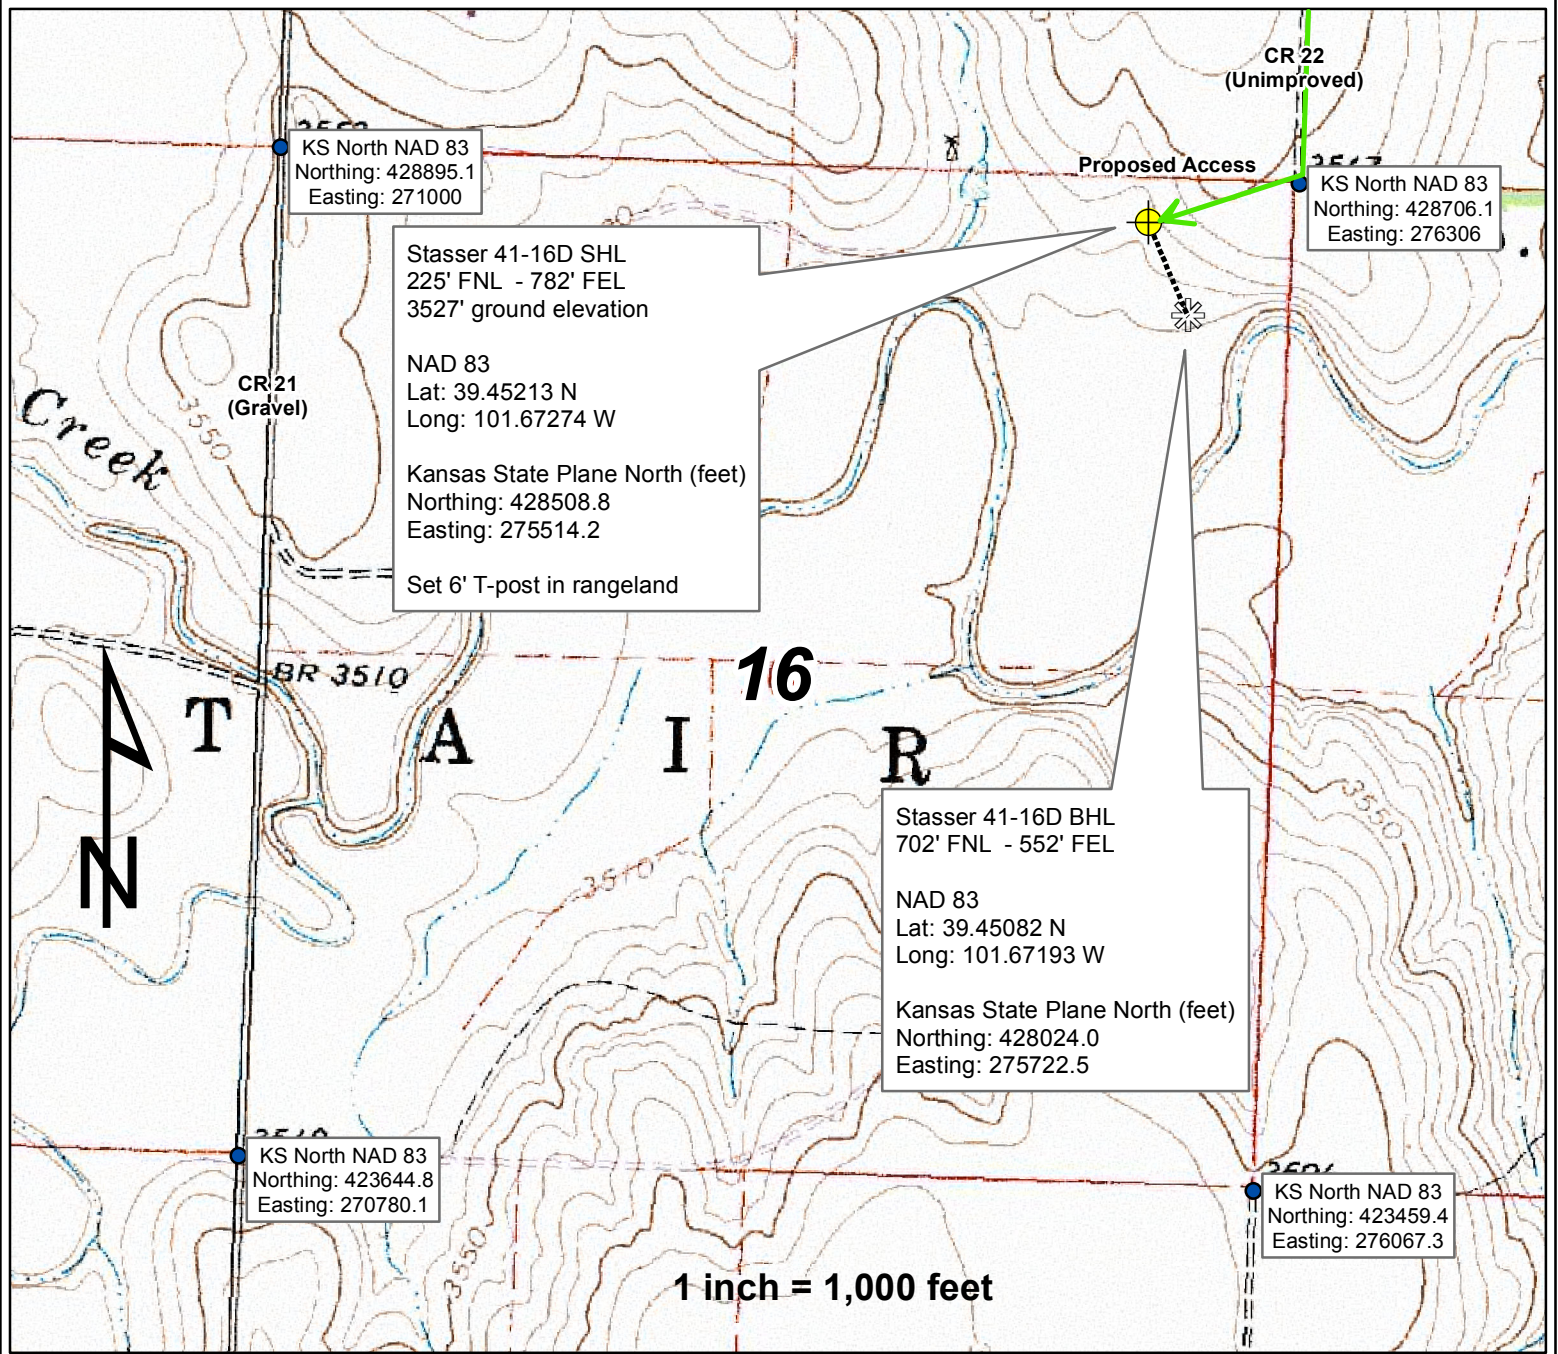 CR 22
(Unimproved)
KS North NAD 83
Northing: 428895.1
Easting: 271000
Proposed Access
KS North NAD 83
Northing: 428706.1
Easting: 276306
Stasser 41-16D SHL
225' FNL - 782' FEL
3527' ground elevation
NAD 83
Lat: 39.45213 N
Long: 101.67274 W
Kansas State Plane North (feet)
Northing: 428508.8
Easting: 275514.2
Set 6' T-post in rangeland
CR 21
(Gravel)
3550
Creek
BR 3510
16
T A I R
N
3550
3510
Stasser 41-16D BHL
702' FNL - 552' FEL
NAD 83
Lat: 39.45082 N
Long: 101.67193 W
Kansas State Plane North (feet)
Northing: 428024.0
Easting: 275722.5
KS North NAD 83
Northing: 423644.8
Easting: 270780.1
KS North NAD 83
Northing: 423459.4
Easting: 276067.3
3550
1 inch = 1,000 feet